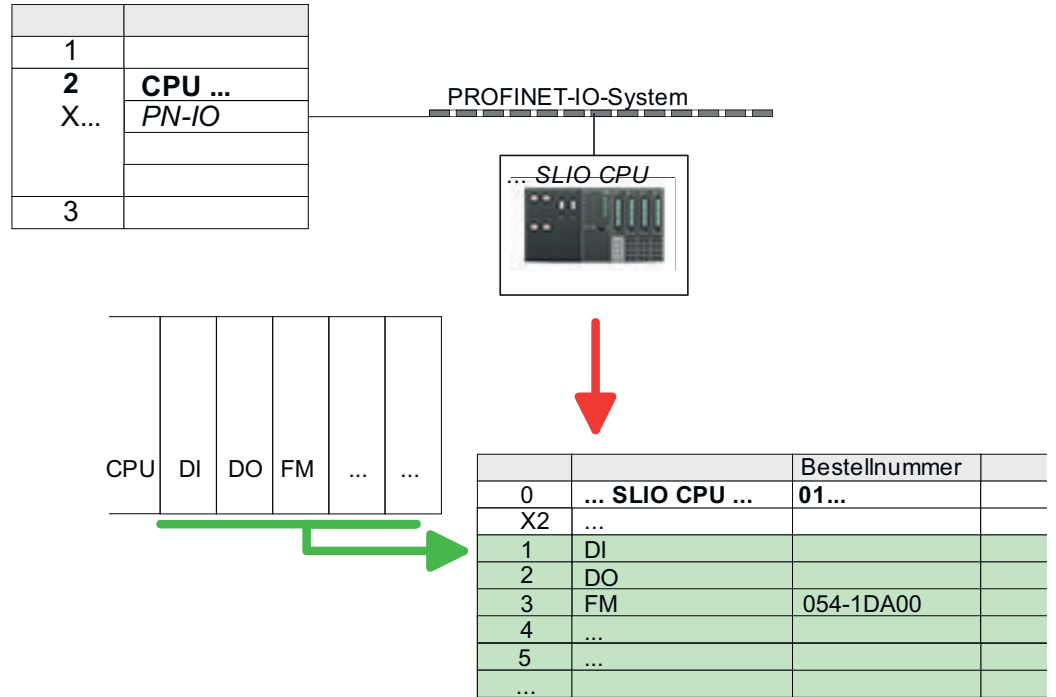 1
2 CPU ...
X... PN-IO
3
PROFINET-IO-System
... SLIO CPU
CPU DI DO FM ... ...
Bestellnummer
0 ... SLIO CPU ... 01...
X2 ...
1 DI
2 DO
3 FM 054-1DA00
4 ...
5 ...
...